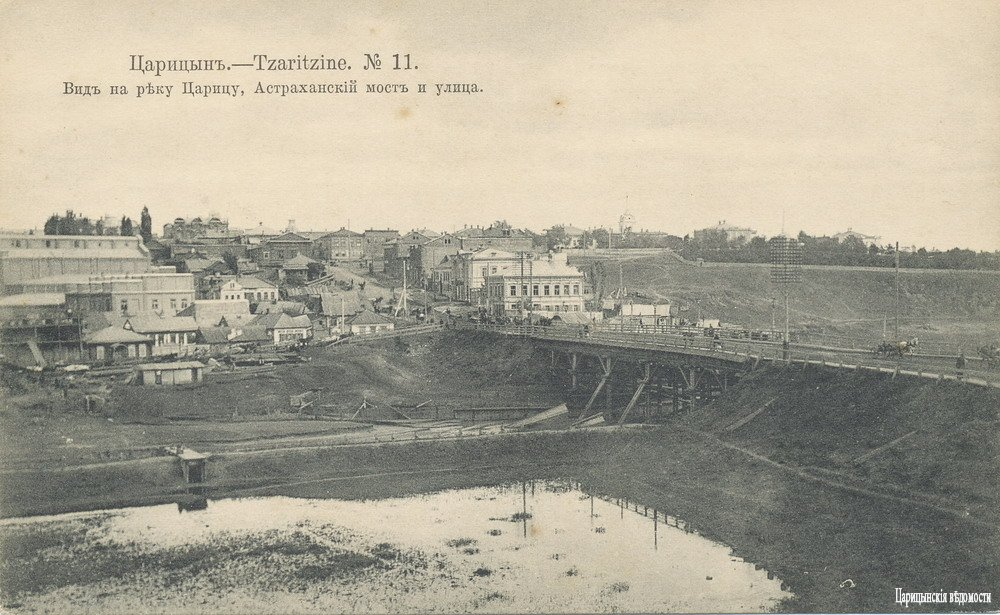 Царицынъ.—Tzaritzine. № 11.
Видъ на рѣку Царицу, Астраханскій мостъ и улица.
Царицынскія вѣдомости